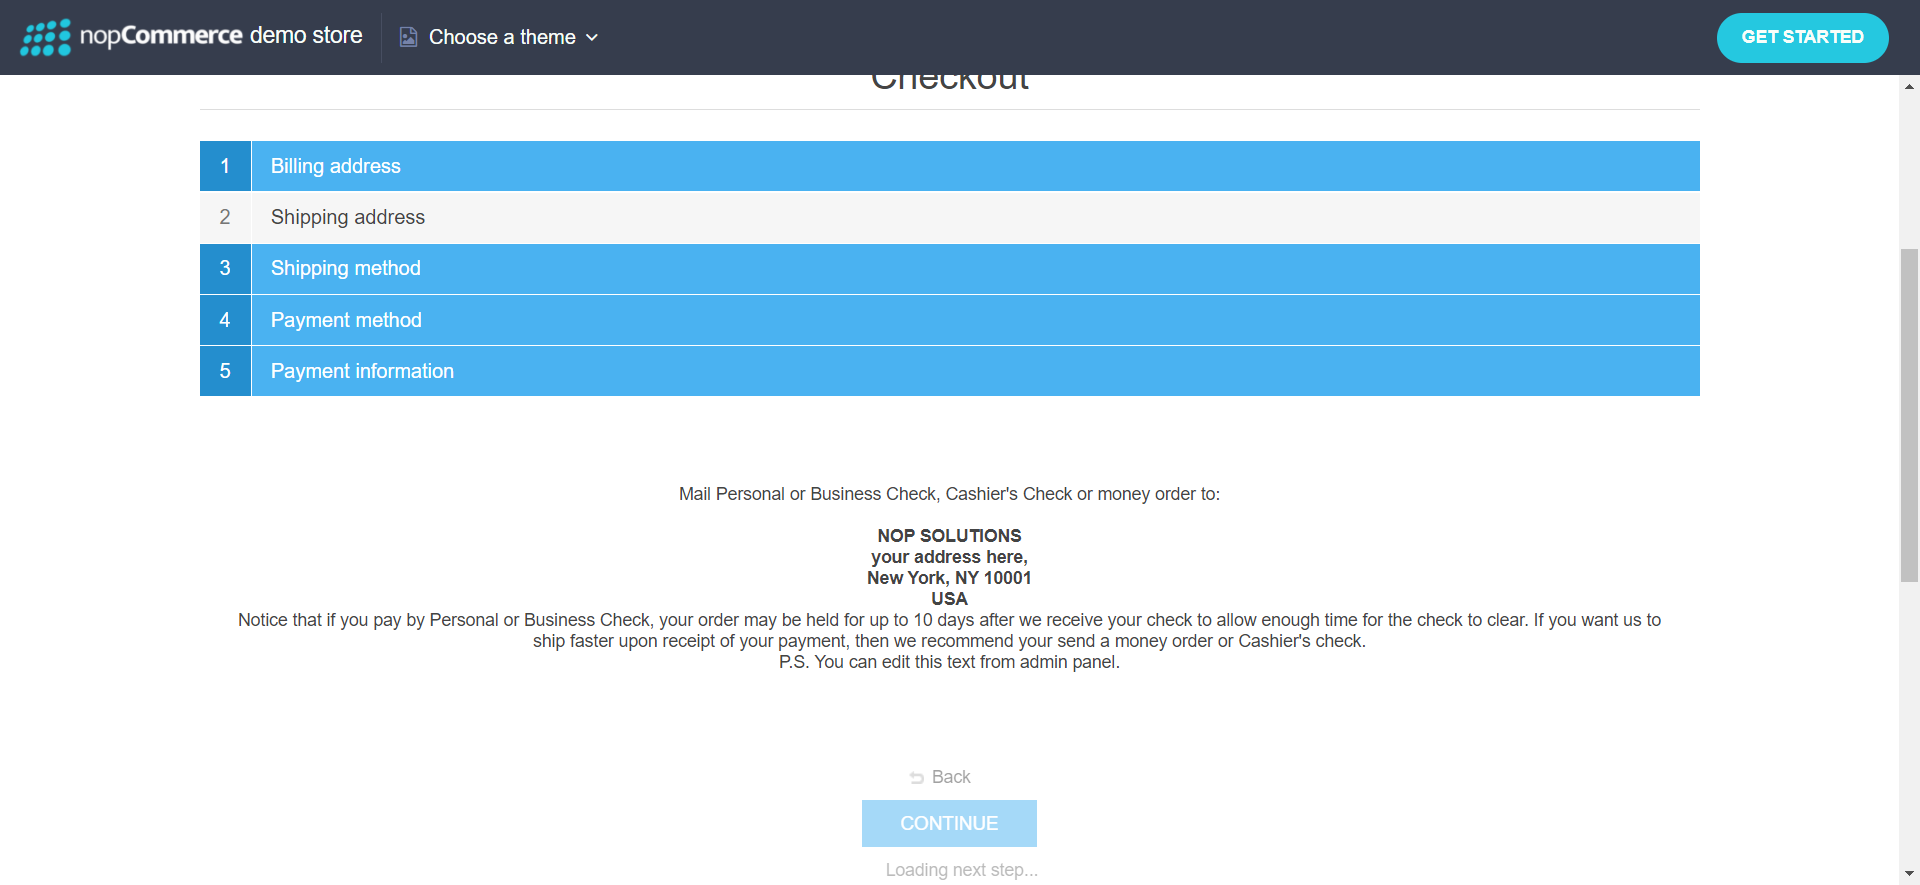 nopCommerce demo store
Choose a theme
GET STARTED
Checkout
1 Billing address
2 Shipping address
3 Shipping method
4 Payment method
5 Payment information
Mail Personal or Business Check, Cashier's Check or money order to:
NOP SOLUTIONS
your address here,
New York, NY 10001
USA
Notice that if you pay by Personal or Business Check, your order may be held for up to 10 days after we receive your check to allow enough time for the check to clear. If you want us to
ship faster upon receipt of your payment, then we recommend your send a money order or Cashier's check.
P.S. You can edit this text from admin panel.
Back
CONTINUE
Loading next step...